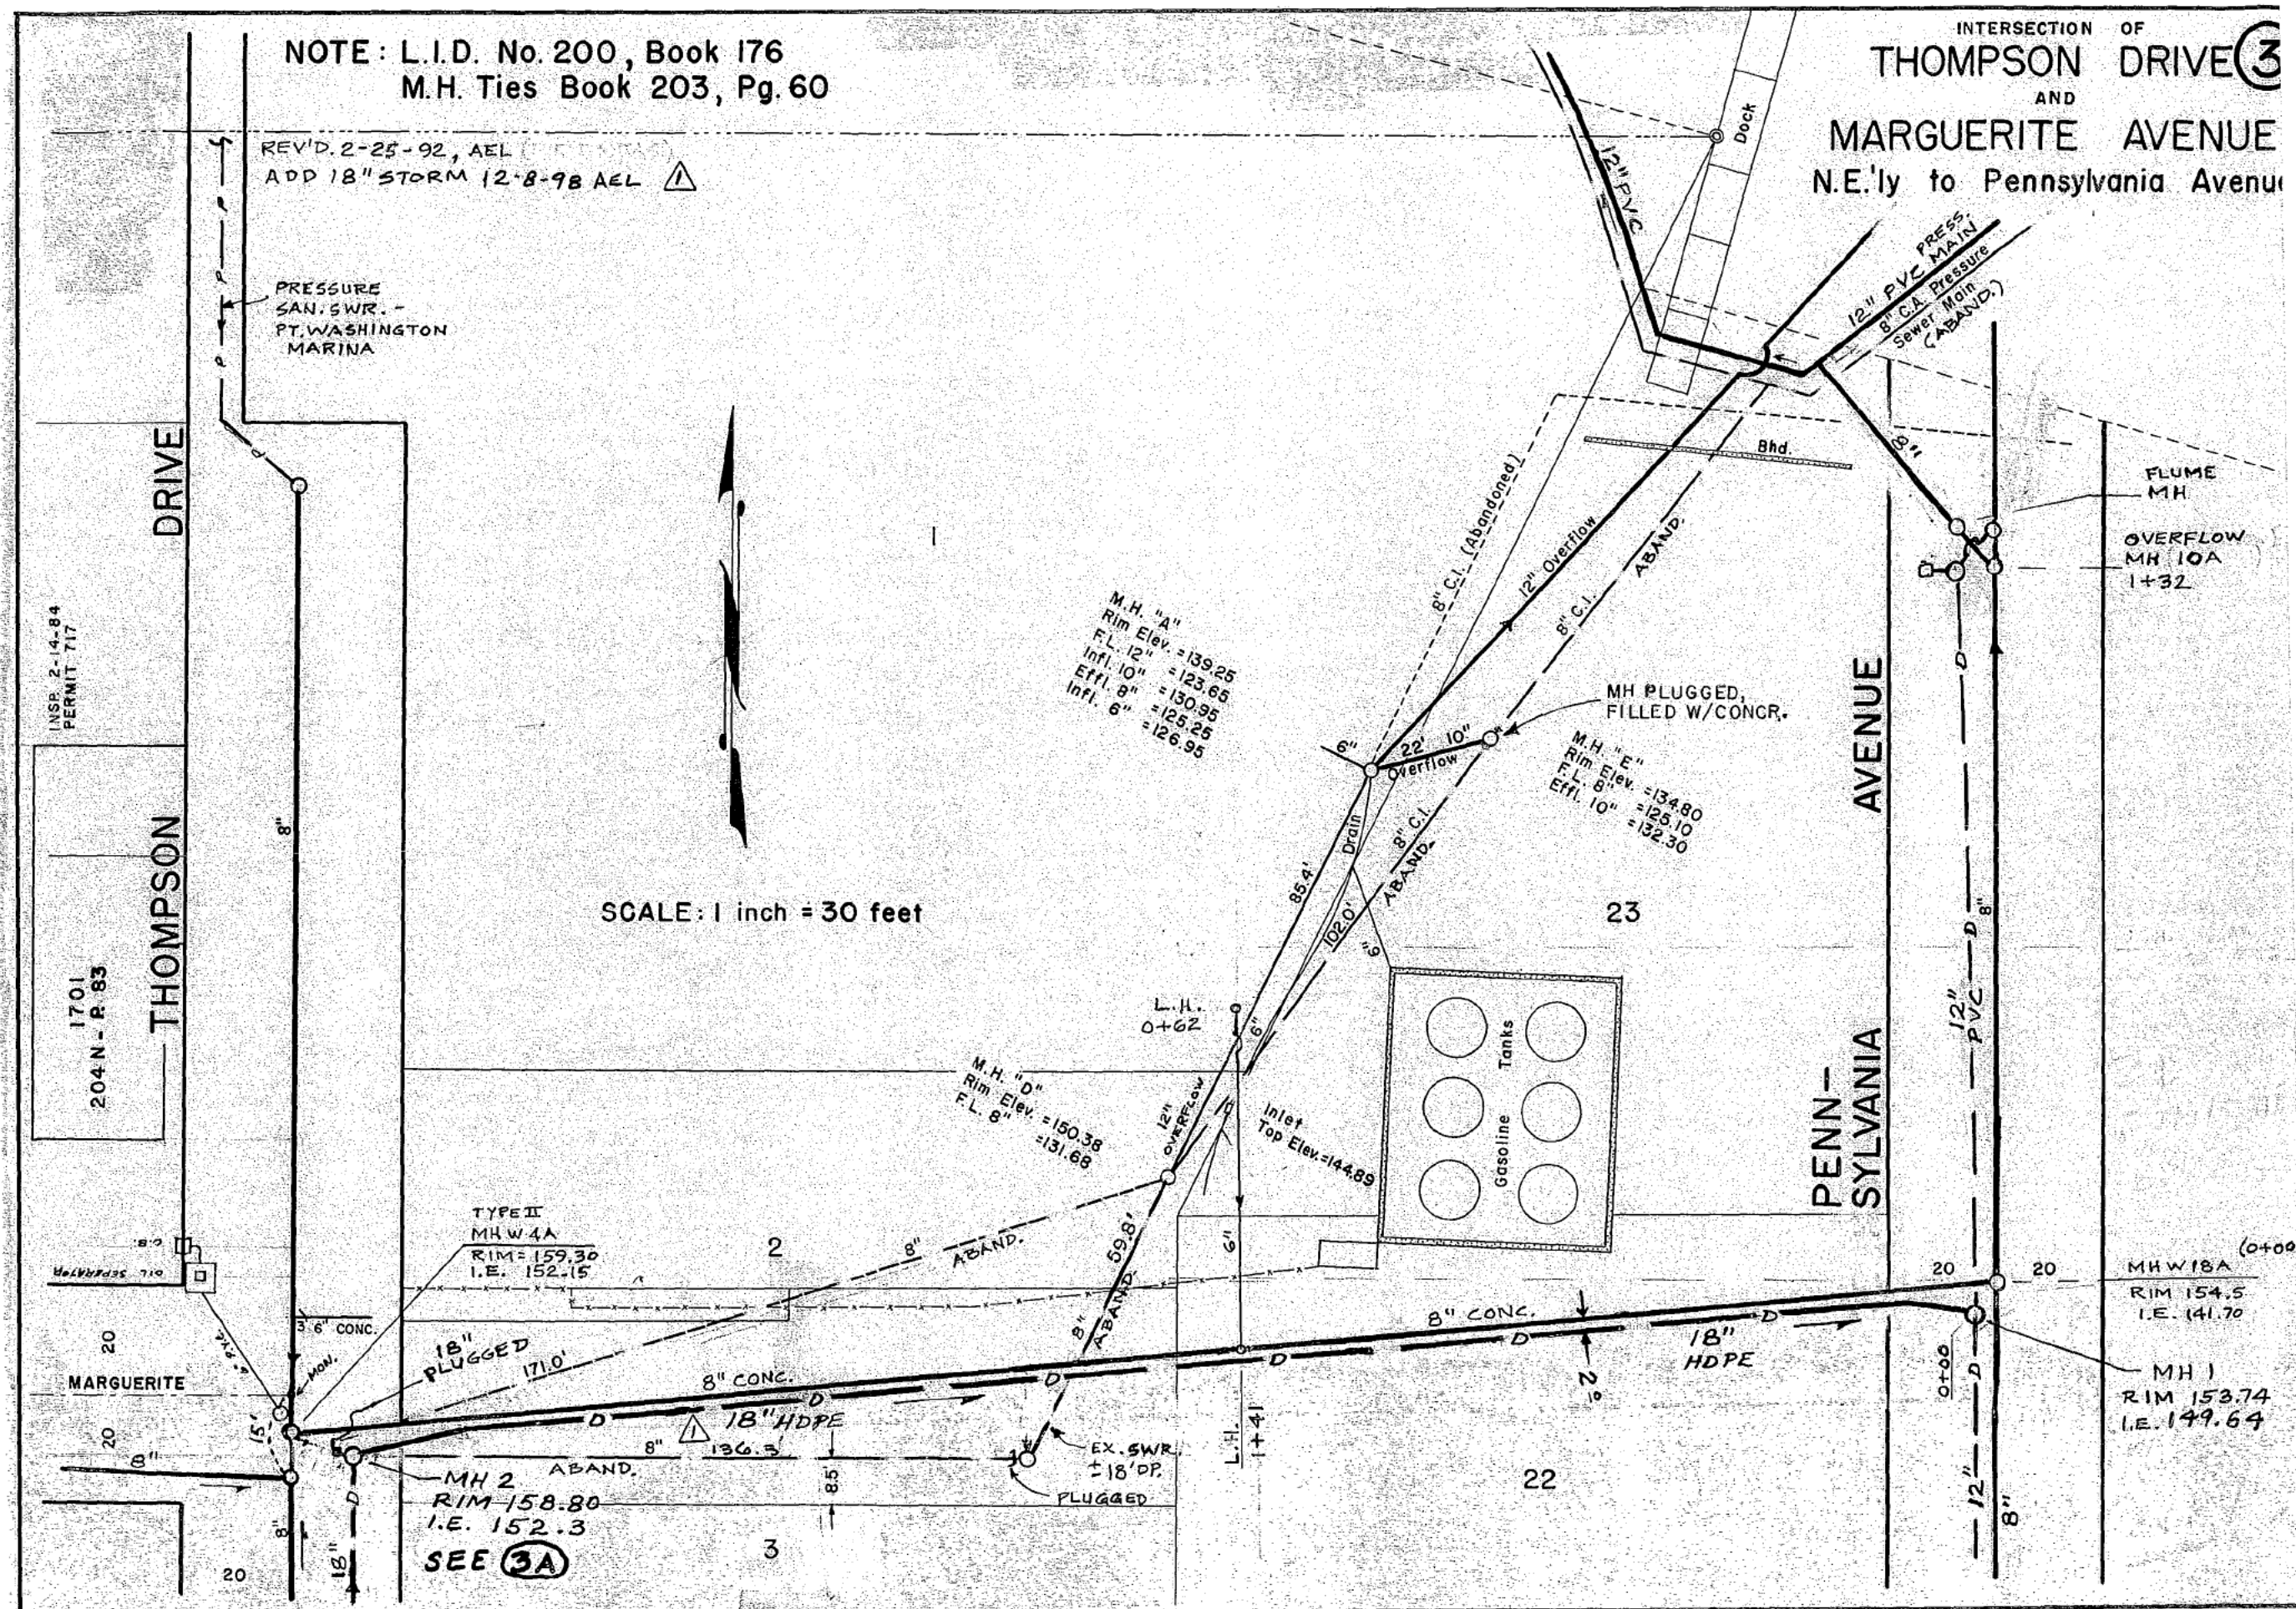 NOTE: L.I.D. No. 200, Book 176
M.H. Ties Book 203, Pg. 60
INTERSECTION OF
THOMPSON DRIVE 3
AND
MARGUERITE AVENUE
N.E.'ly to Pennsylvania
REV'D. 2-25-92, AEL
ADD 18" STORM 12-8-98 AEL 1
Dock
12" PVC
PRESSURE
SAN. SWR. -
PT. WASHINGTON
MARINA
P
P
P
P
P
12" PVC PRESS. MAIN
8" C.A. Pressure
Sewer Main
(ABAND.)
DRIVE
THOMPSON
Bhd.
8"
FLUME
MH
OVERFLOW
MH 10A
1+32
1
INSP. 2-14-84
PERMIT 717
8" C.I. (Abandoned)
12" Overflow
8" C.I. ABAND.
M.H. "A"
Rim Elev. =139.25
F.L. 12" =123.65
Infl. 10" =130.95
Effl. 8" =125.25
Infl. 6" =126.95
MH PLUGGED,
FILLED W/CONCR.
6"
22' 10"
Overflow
M.H. "E"
Rim Elev. =134.80
F.L. 8" =125.10
Effl. 10" =132.30
AVENUE
PENN-
SYLVANIA
D
8"
8"
12"
PVC
D
Drain
85.4'
8" C.I.
ABAND.
102.0'
6"
SCALE: 1 inch = 30 feet
23
1701
204 N - P. 83
L.H.
0+62
6"
Tanks
Gasoline
M.H. "D"
Rim Elev. =150.38
F.L. 8" =131.68
12"
OVERFLOW
Inlet
Top Elev.=144.89
TYPE II
MH W 4A
RIM=159.30
I.E. 152.15
2
8"
ABAND.
59.8'
6"
C.B.
OIL SEPARATOR
20 20
(0+00
MH W18A
RIM 154.5
I.E. 141.70
3 6" CONC.
MON.
18"
PLUGGED
171.0'
8"
ABAND.
8" CONC.
8" CONC.
18"
HDPE
2º
D
D
D
D
D
D
20
MARGUERITE
20
15'
8"
1
18" HDPE
8" 136.3'
ABAND.
8.5
EX. SWR.
± 18' DP.
PLUGGED
L.H.
1+41
0+00
D
MH 1
RIM 153.74
I.E. 149.64
MH 2
RIM 158.80
I.E. 152.3
SEE 3A
8"
18"
D
20
3
22
12"
8"